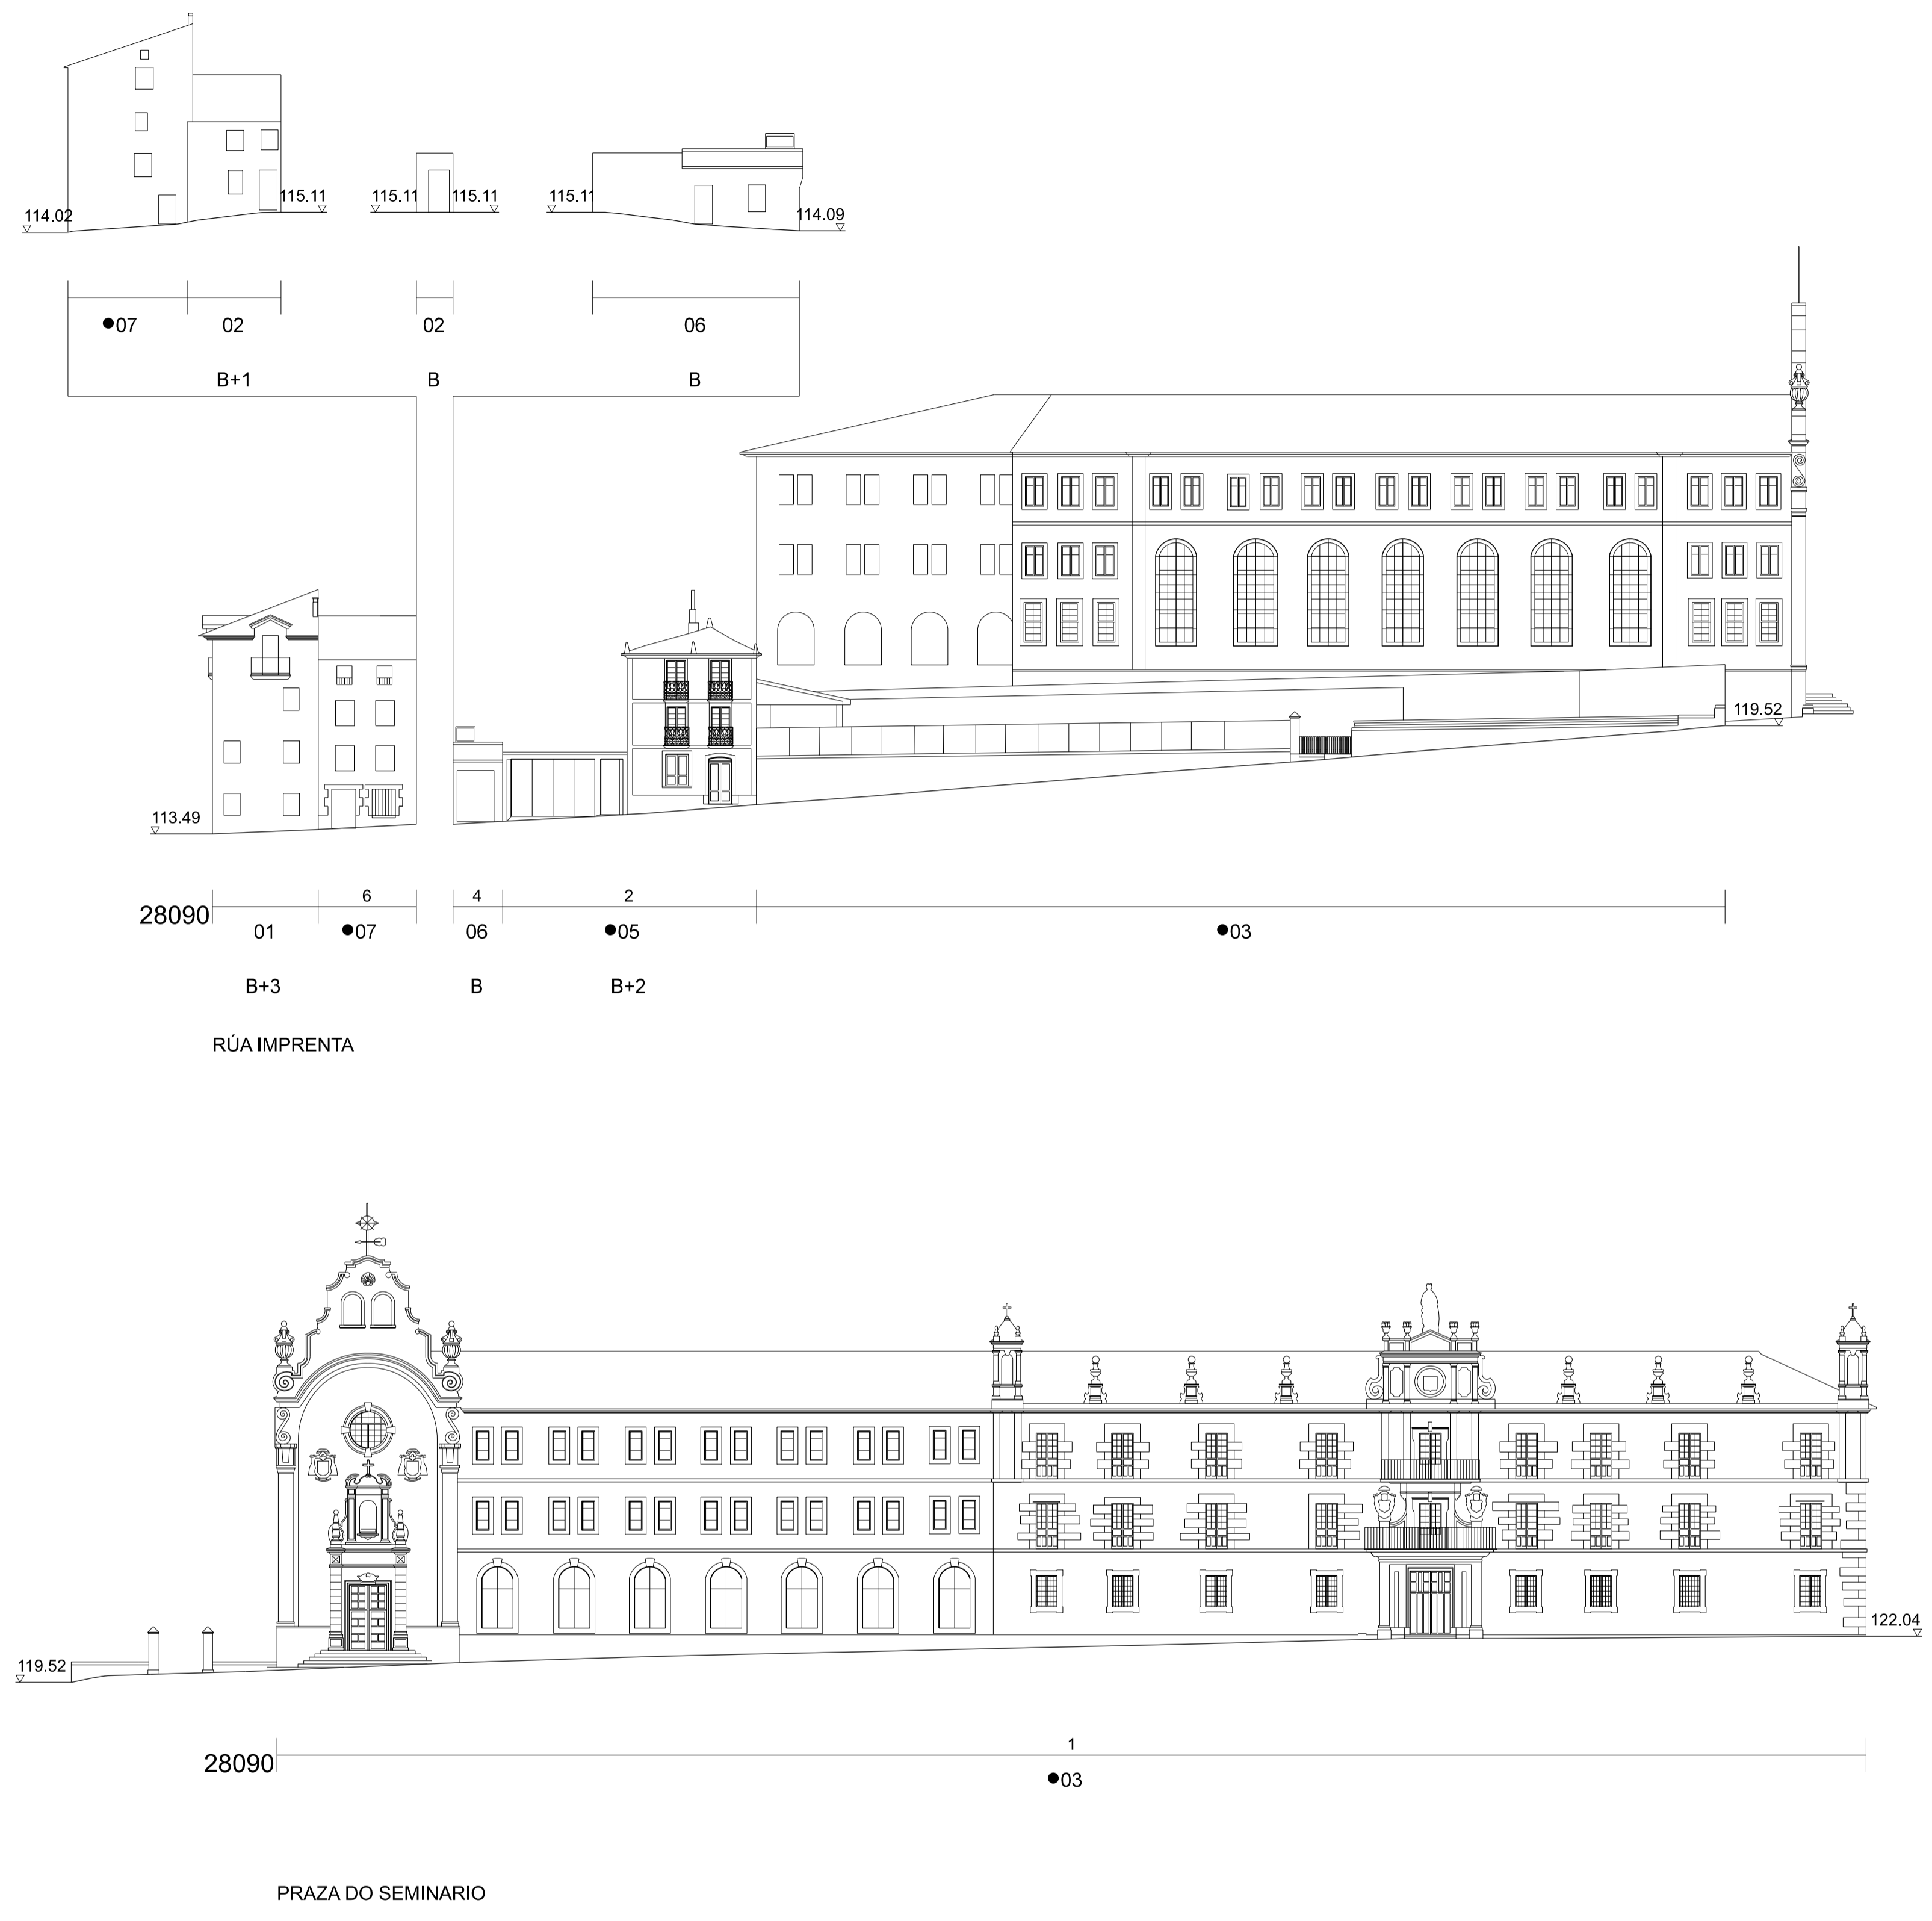 115.11 115.11 115.11 115.11
114.02 114.09
●07 02 02 06
B+1 B B
119.52
113.49
6 4 2
28090
01 ●07 06 ●05 ●03
B+3 B B+2
RÚA IMPRENTA
122.04
119.52
1
28090
●03
PRAZA DO SEMINARIO